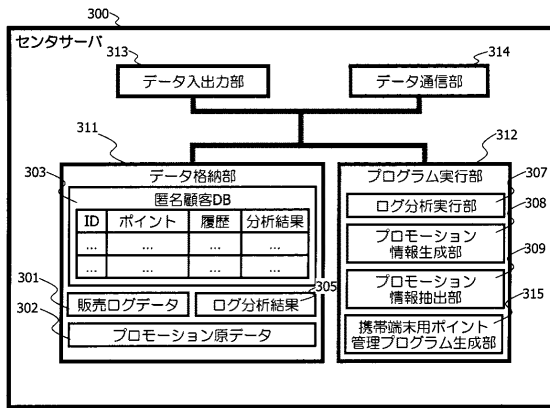 300
センタサーバ
313
314
データ入出力部
データ通信部
311
312
303
データ格納部
プログラム実行部
307
匿名顧客DB
ログ分析実行部
308
ID ポイント 履歴 分析結果
... ... ... ...
... ... ... ...
プロモーション
情報生成部
309
301
販売ログデータ
ログ分析結果
305
プロモーション
情報抽出部
315
302
プロモーション原データ
携帯端末用ポイント
管理プログラム生成部